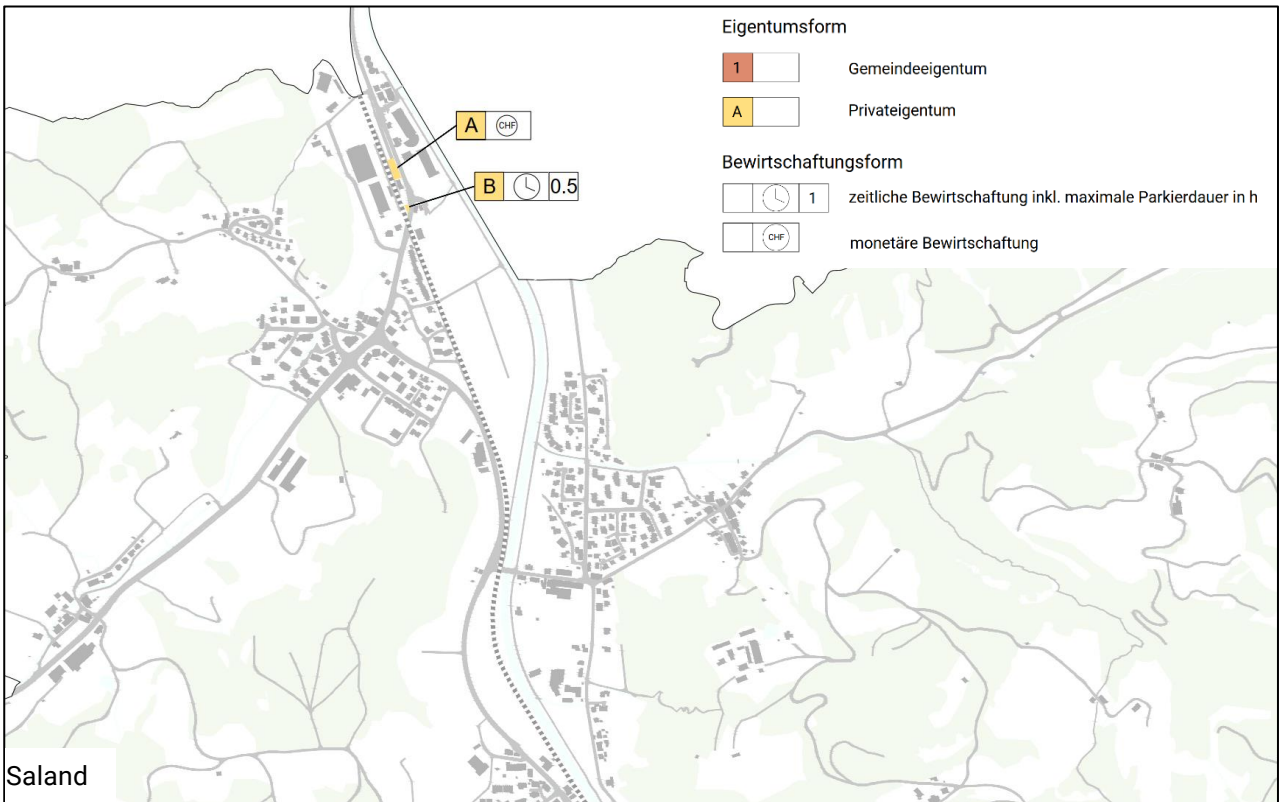 Eigentumsform
1 Gemeindeeigentum
A Privateigentum
Bewirtschaftungsform
1 zeitliche Bewirtschaftung inkl. maximale Parkierdauer in h
CHF monetäre Bewirtschaftung
A CHF
B 0.5
Saland